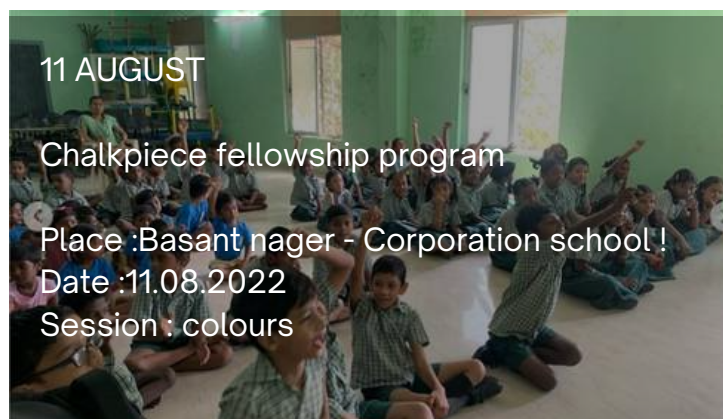 11 AUGUST
Chalkpiece fellowship program
Place :Basant nager - Corporation school !
Date :11.08.2022
Session : colours